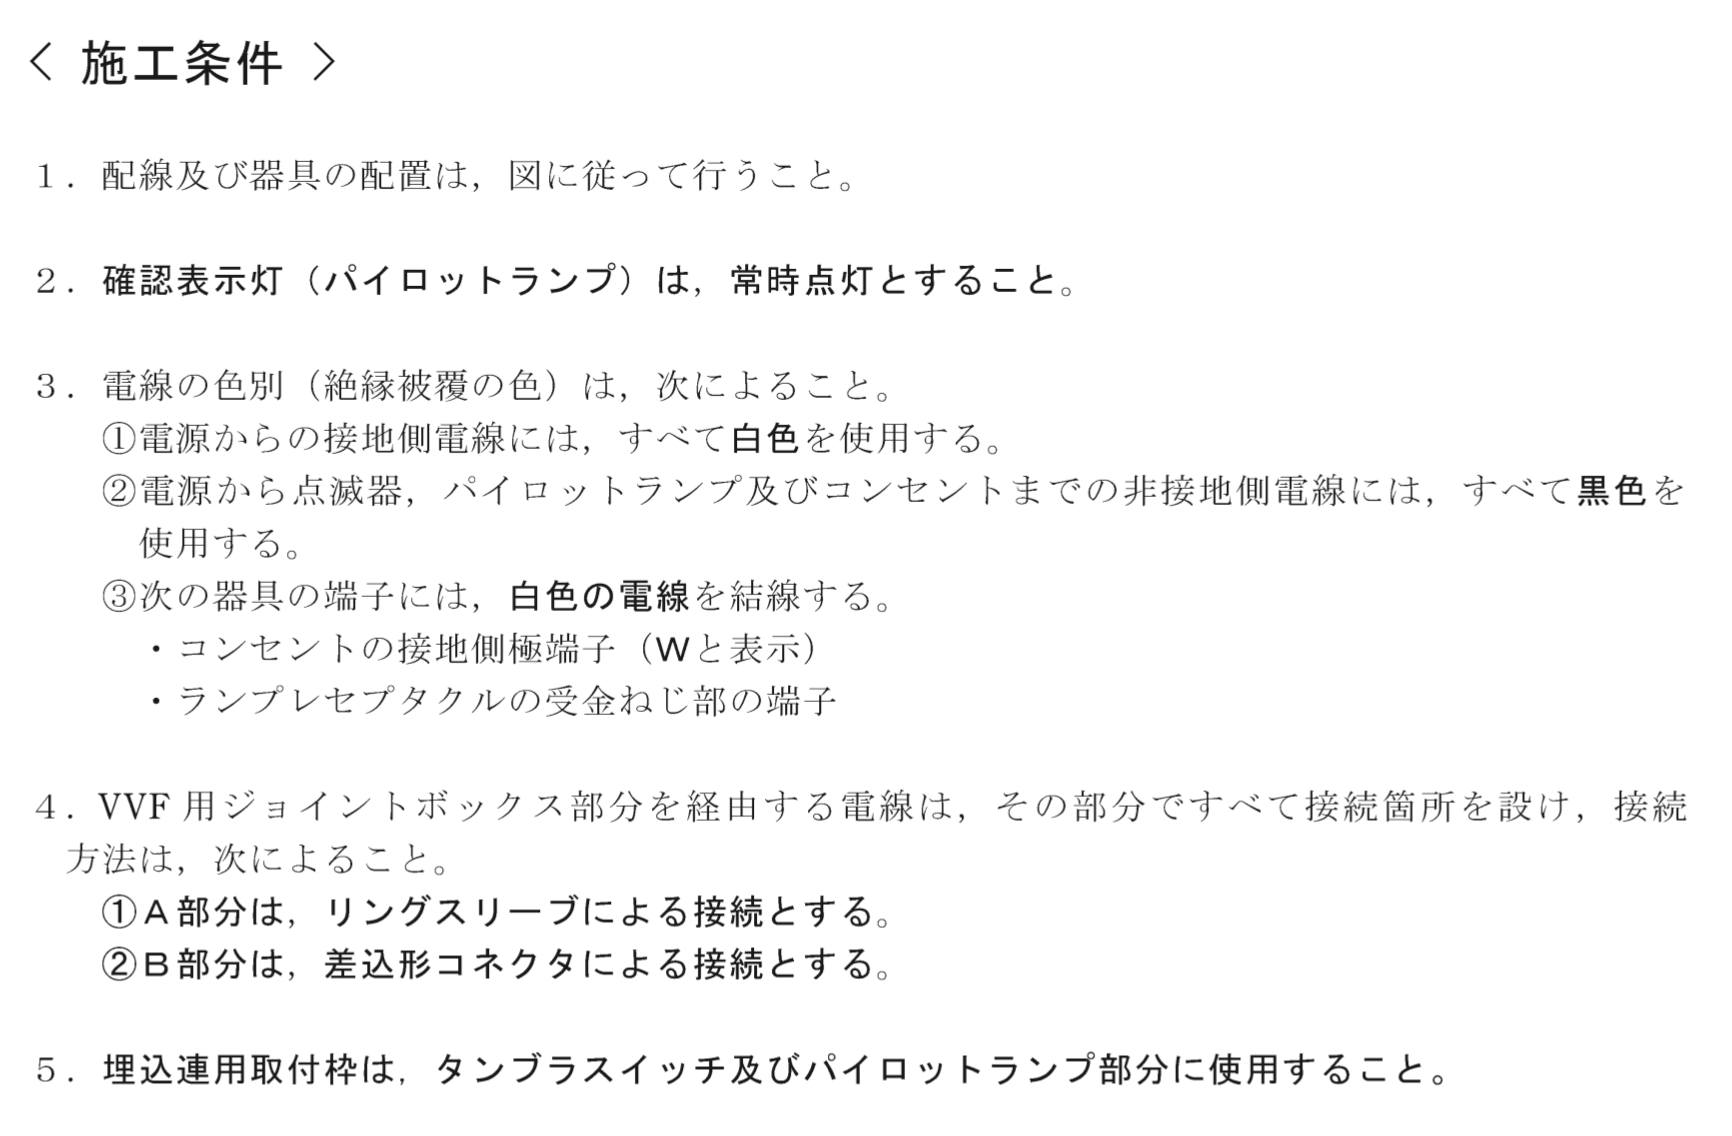 〈 施工条件 〉
１．配線及び器具の配置は，図に従って行うこと。
２．確認表示灯（パイロットランプ）は，常時点灯とすること。
３．電線の色別（絶縁被覆の色）は，次によること。
①電源からの接地側電線には，すべて白色を使用する。
②電源から点滅器，パイロットランプ及びコンセントまでの非接地側電線には，すべて黒色を
使用する。
③次の器具の端子には，白色の電線を結線する。
・コンセントの接地側極端子（Ｗと表示）
・ランプレセプタクルの受金ねじ部の端子
４．VVF 用ジョイントボックス部分を経由する電線は，その部分ですべて接続箇所を設け，接続
方法は，次によること。
①Ａ部分は，リングスリーブによる接続とする。
②Ｂ部分は，差込形コネクタによる接続とする。
５．埋込連用取付枠は，タンブラスイッチ及びパイロットランプ部分に使用すること。